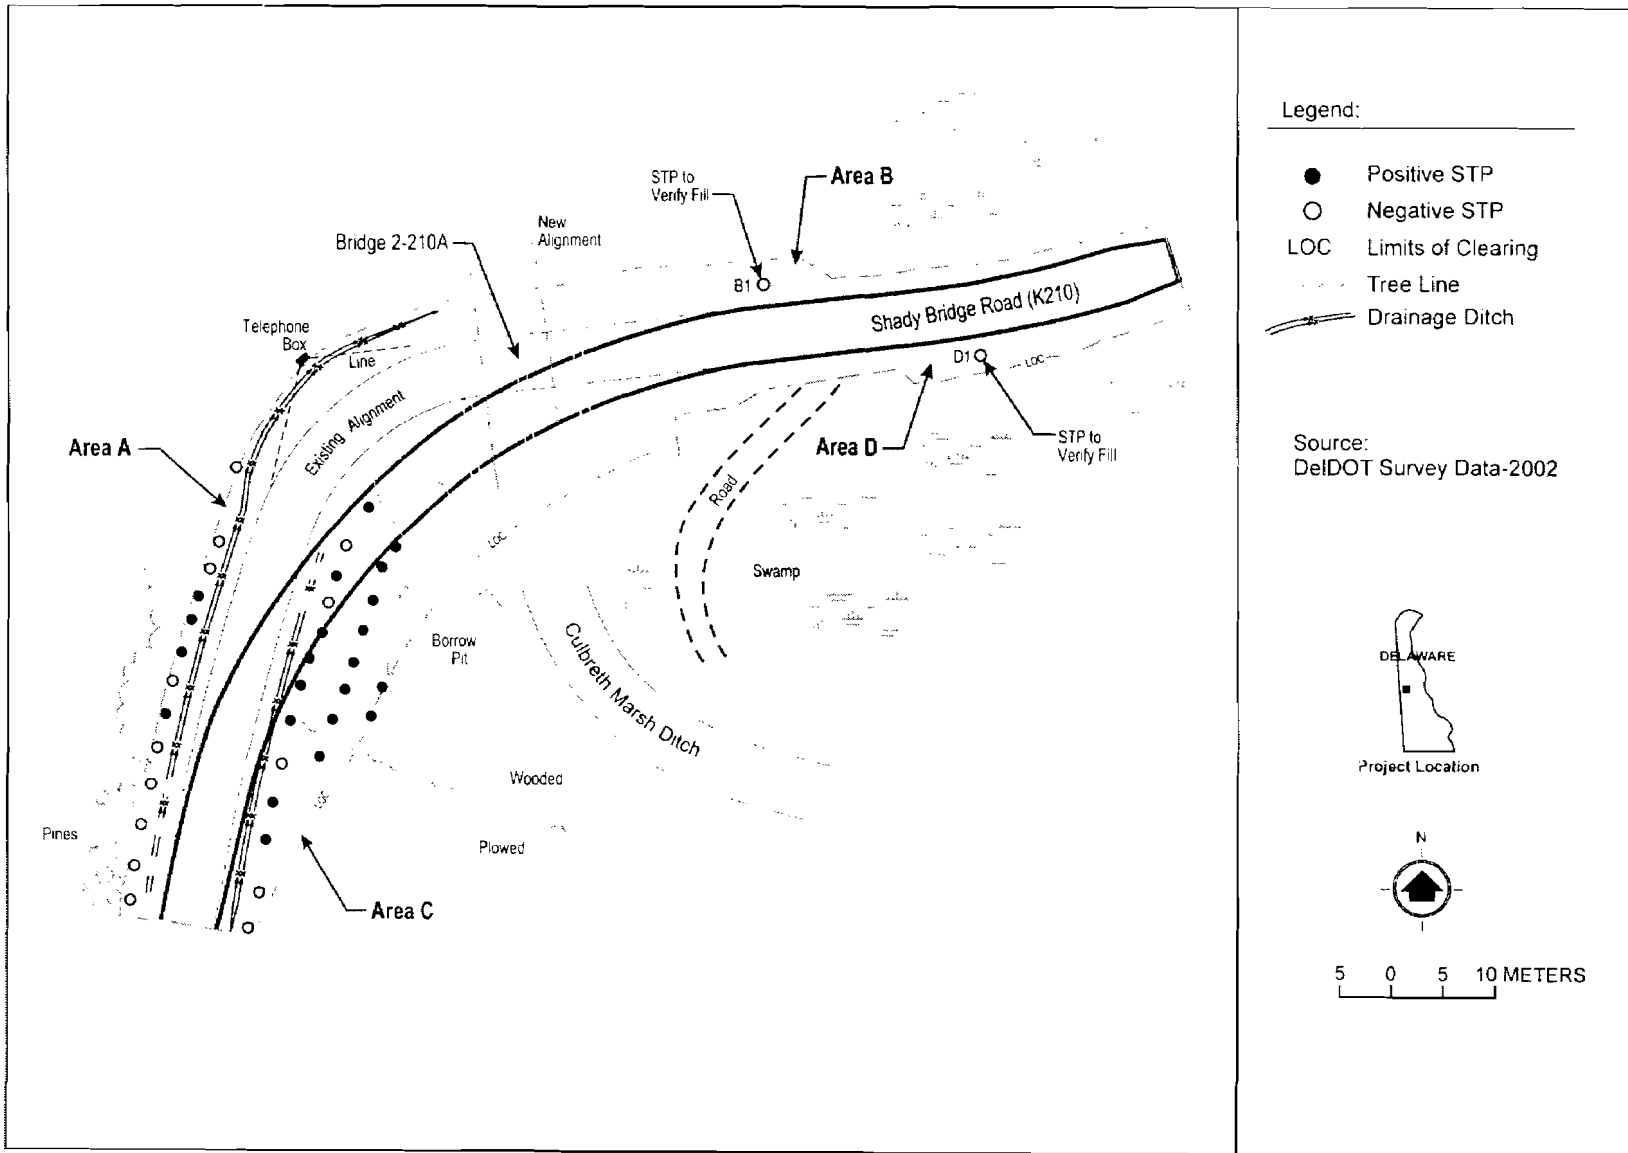 STP to
Verify Fill
Area B
New
Alignment
Bridge 2-210A
B1
Shady Bridge Road (K210)
Telephone
Box
Line
D1
LOC
Existing Alignment
Area A
Area D
STP to
Verify Fill
Road
LOC
Swamp
Borrow
Pit
Culbreth Marsh Ditch
LOC
Wooded
Pines
Plowed
Area C
Legend:
Positive STP
Negative STP
LOC Limits of Clearing
Tree Line
Drainage Ditch
Source:
DelDOT Survey Data-2002
DELAWARE
Project Location
N
5 0 5 10 METERS